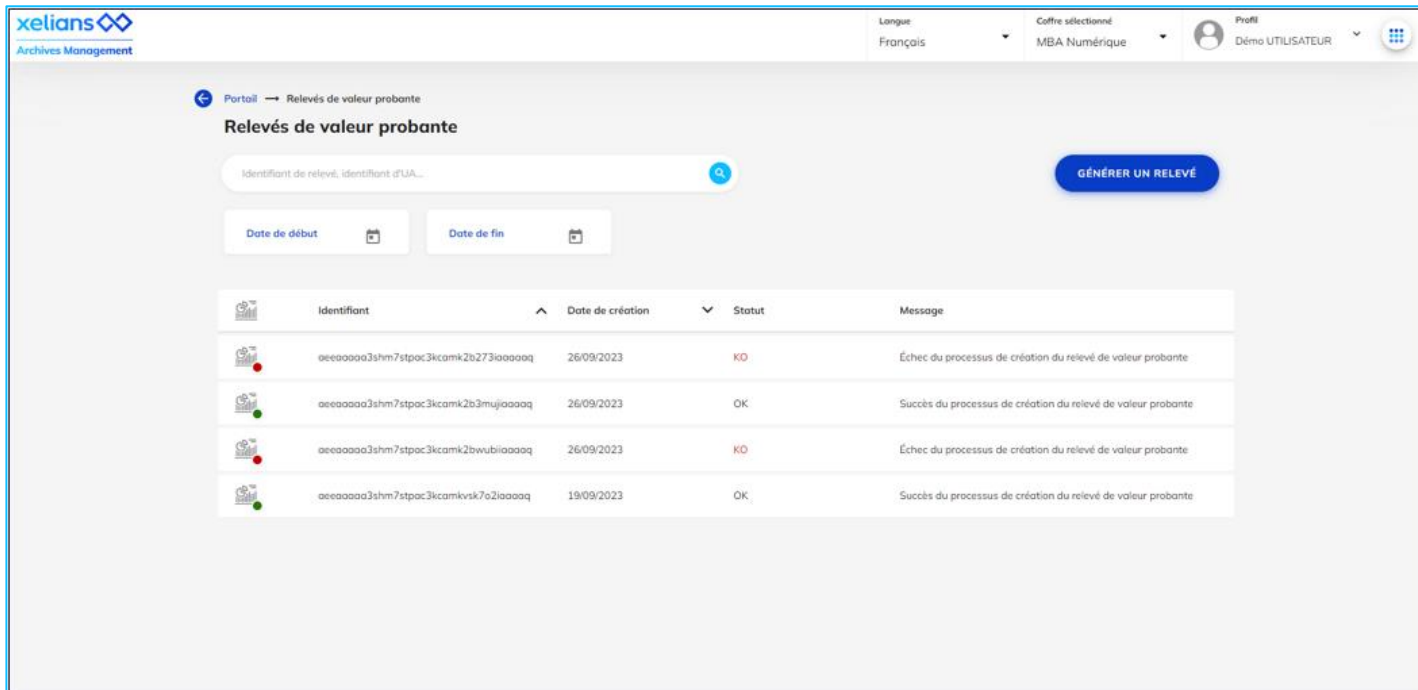 xelians
Archives Management
Langue
Français
Coffre sélectionné
MBA Numérique
Profil
Démo UTILISATEUR
Portail → Relevés de valeur probante
Relevés de valeur probante
Identifiant de relevé, identifiant d'UA...
GÉNÉRER UN RELEVÉ
Date de début Date de fin
Identifiant Date de création Statut Message
aeeaaaaa3shm7stpac3kcamk2b273iaaaaaq 26/09/2023 KO Échec du processus de création du relevé de valeur probante
aeeaaaaa3shm7stpac3kcamk2b3mujiaaaaq 26/09/2023 OK Succès du processus de création du relevé de valeur probante
aeeaaaaa3shm7stpac3kcamk2bwubiiaaaaq 26/09/2023 KO Échec du processus de création du relevé de valeur probante
aeeaaaaa3shm7stpac3kcamkvsk7o2iaaaaq 19/09/2023 OK Succès du processus de création du relevé de valeur probante